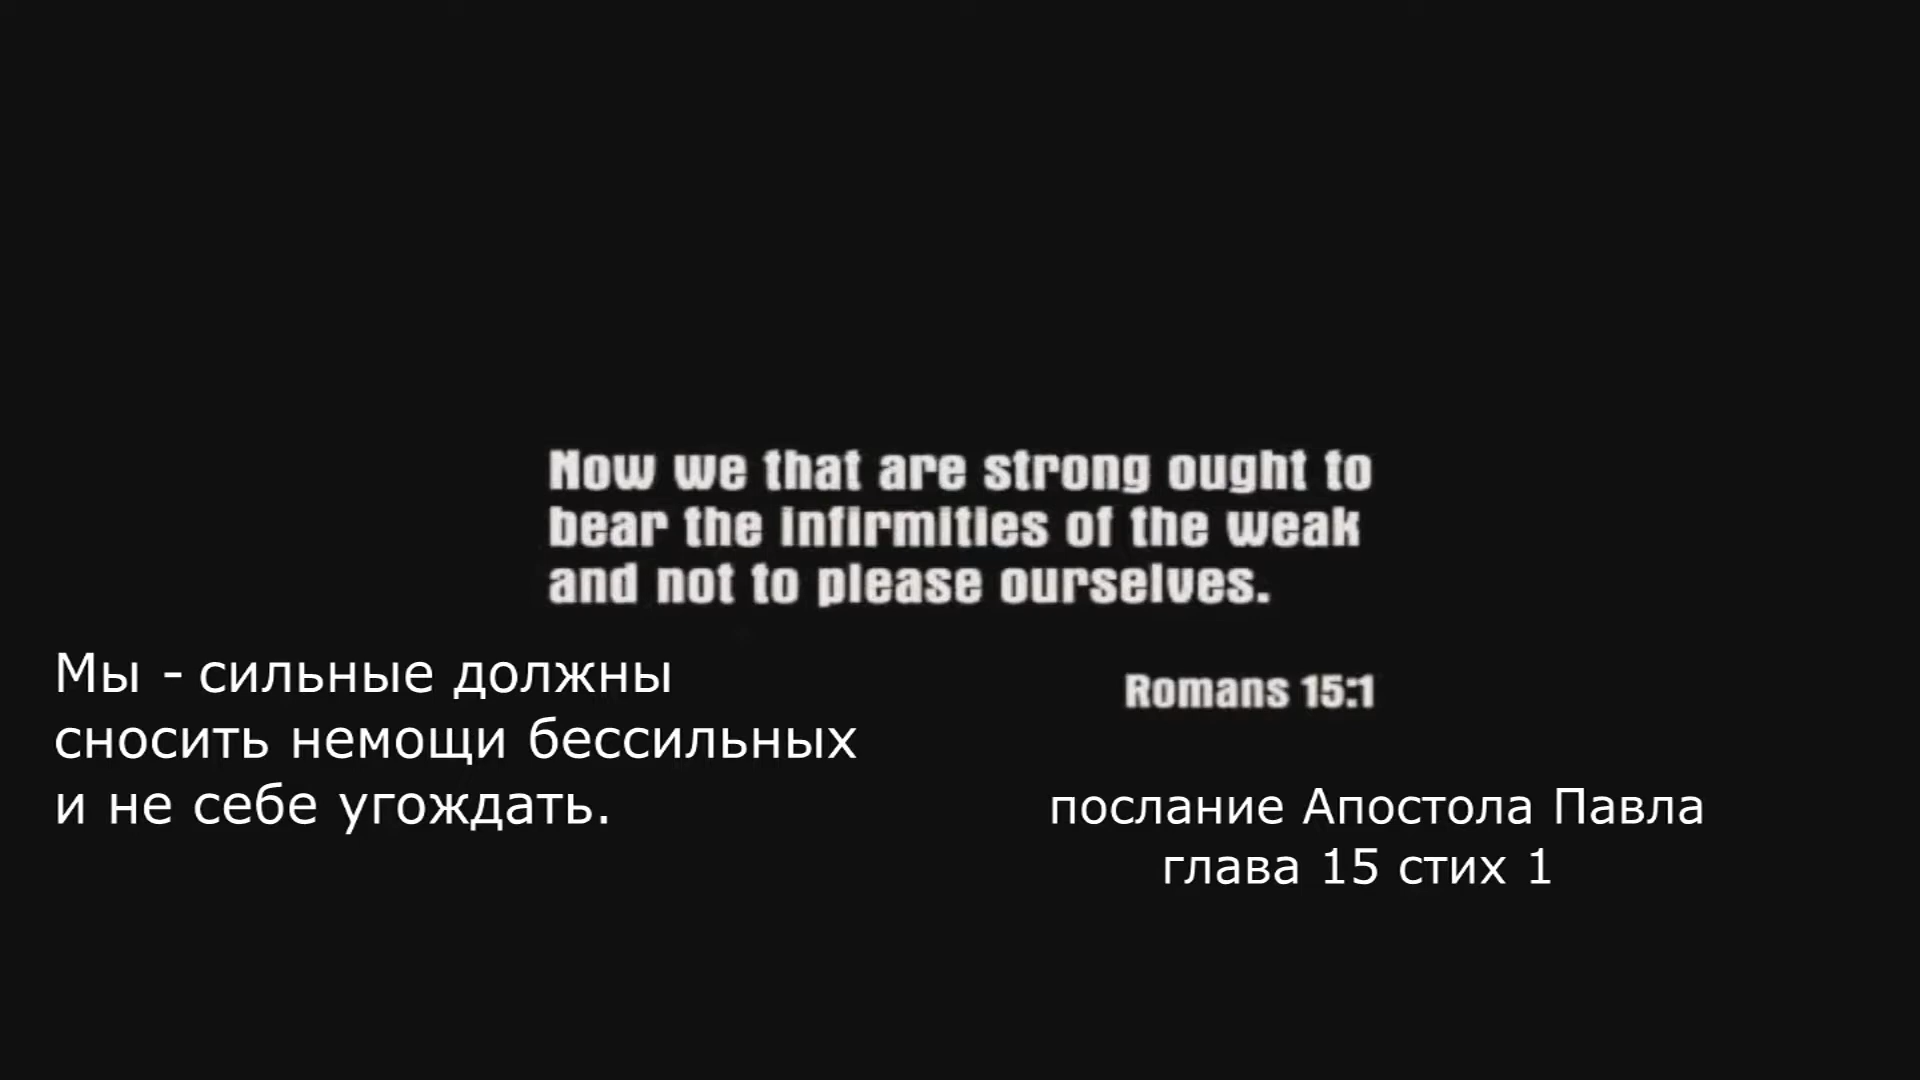 Now we that are strong ought to
bear the infirmities of the weak
and not to please ourselves.
Romans 15:1
Мы - сильные должны
сносить немощи бессильных
и не себе угождать.
послание Апостола Павла
глава 15 стих 1